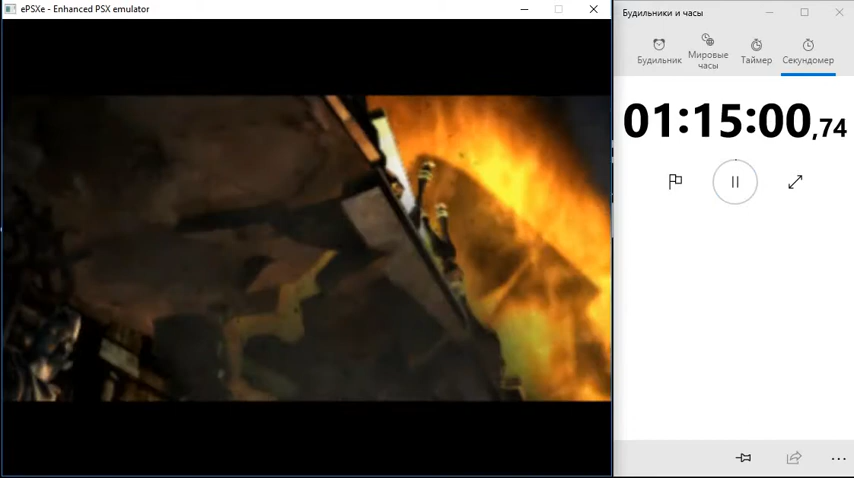 ePSXe - Enhanced PSX emulator
Будильники и часы
Будильник
Мировые
часы
Таймер
Секундомер
01:15:00,74